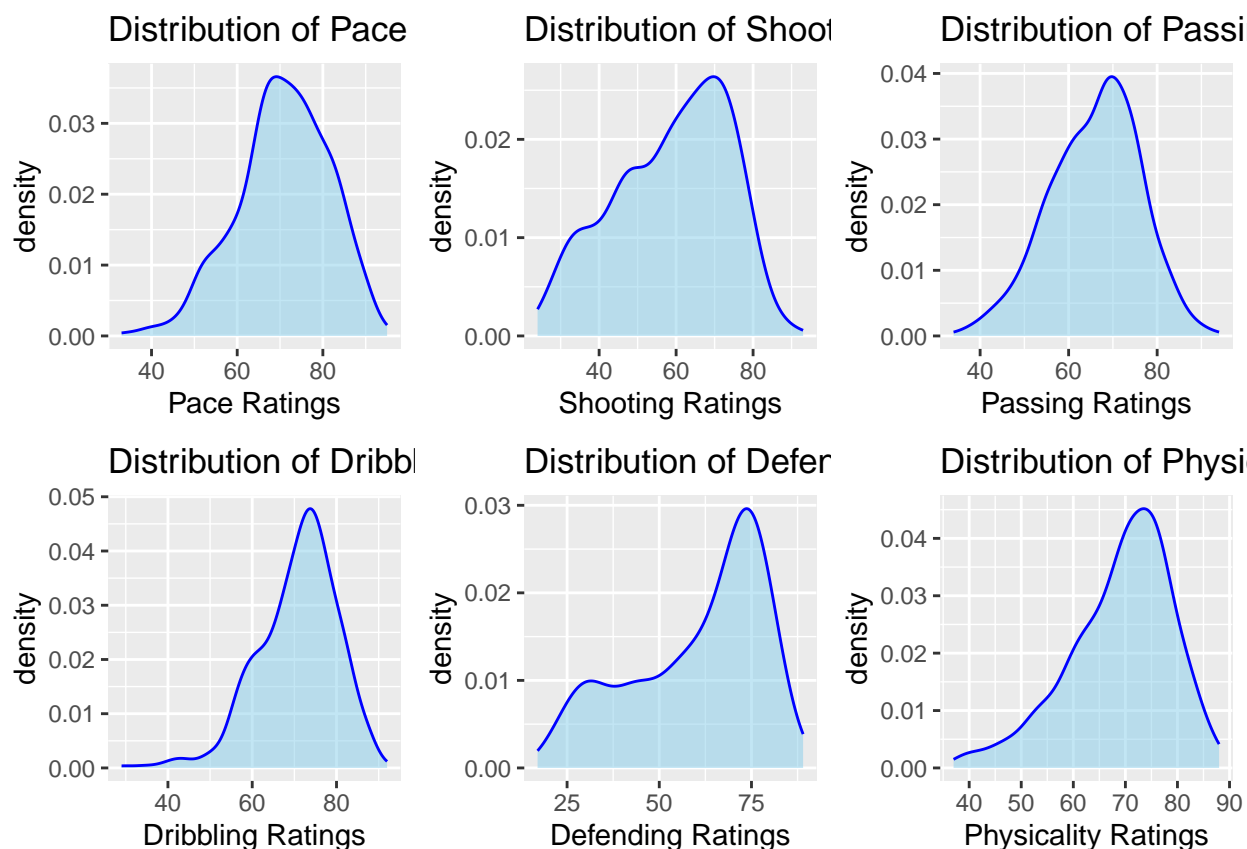 Distribution of Pace
0.03
0.02
0.01
0.00
density
40 60 80
Pace Ratings
Distribution of Shoot
0.02
0.01
0.00
density
40 60 80
Shooting Ratings
Distribution of Passi
0.04
0.03
0.02
0.01
0.00
density
40 60 80
Passing Ratings
Distribution of Dribbl
0.05
0.04
0.03
0.02
0.01
0.00
density
40 60 80
Dribbling Ratings
Distribution of Defen
0.03
0.02
0.01
0.00
density
25 50 75
Defending Ratings
Distribution of Physic
0.04
0.03
0.02
0.01
0.00
density
40 50 60 70 80 90
Physicality Ratings